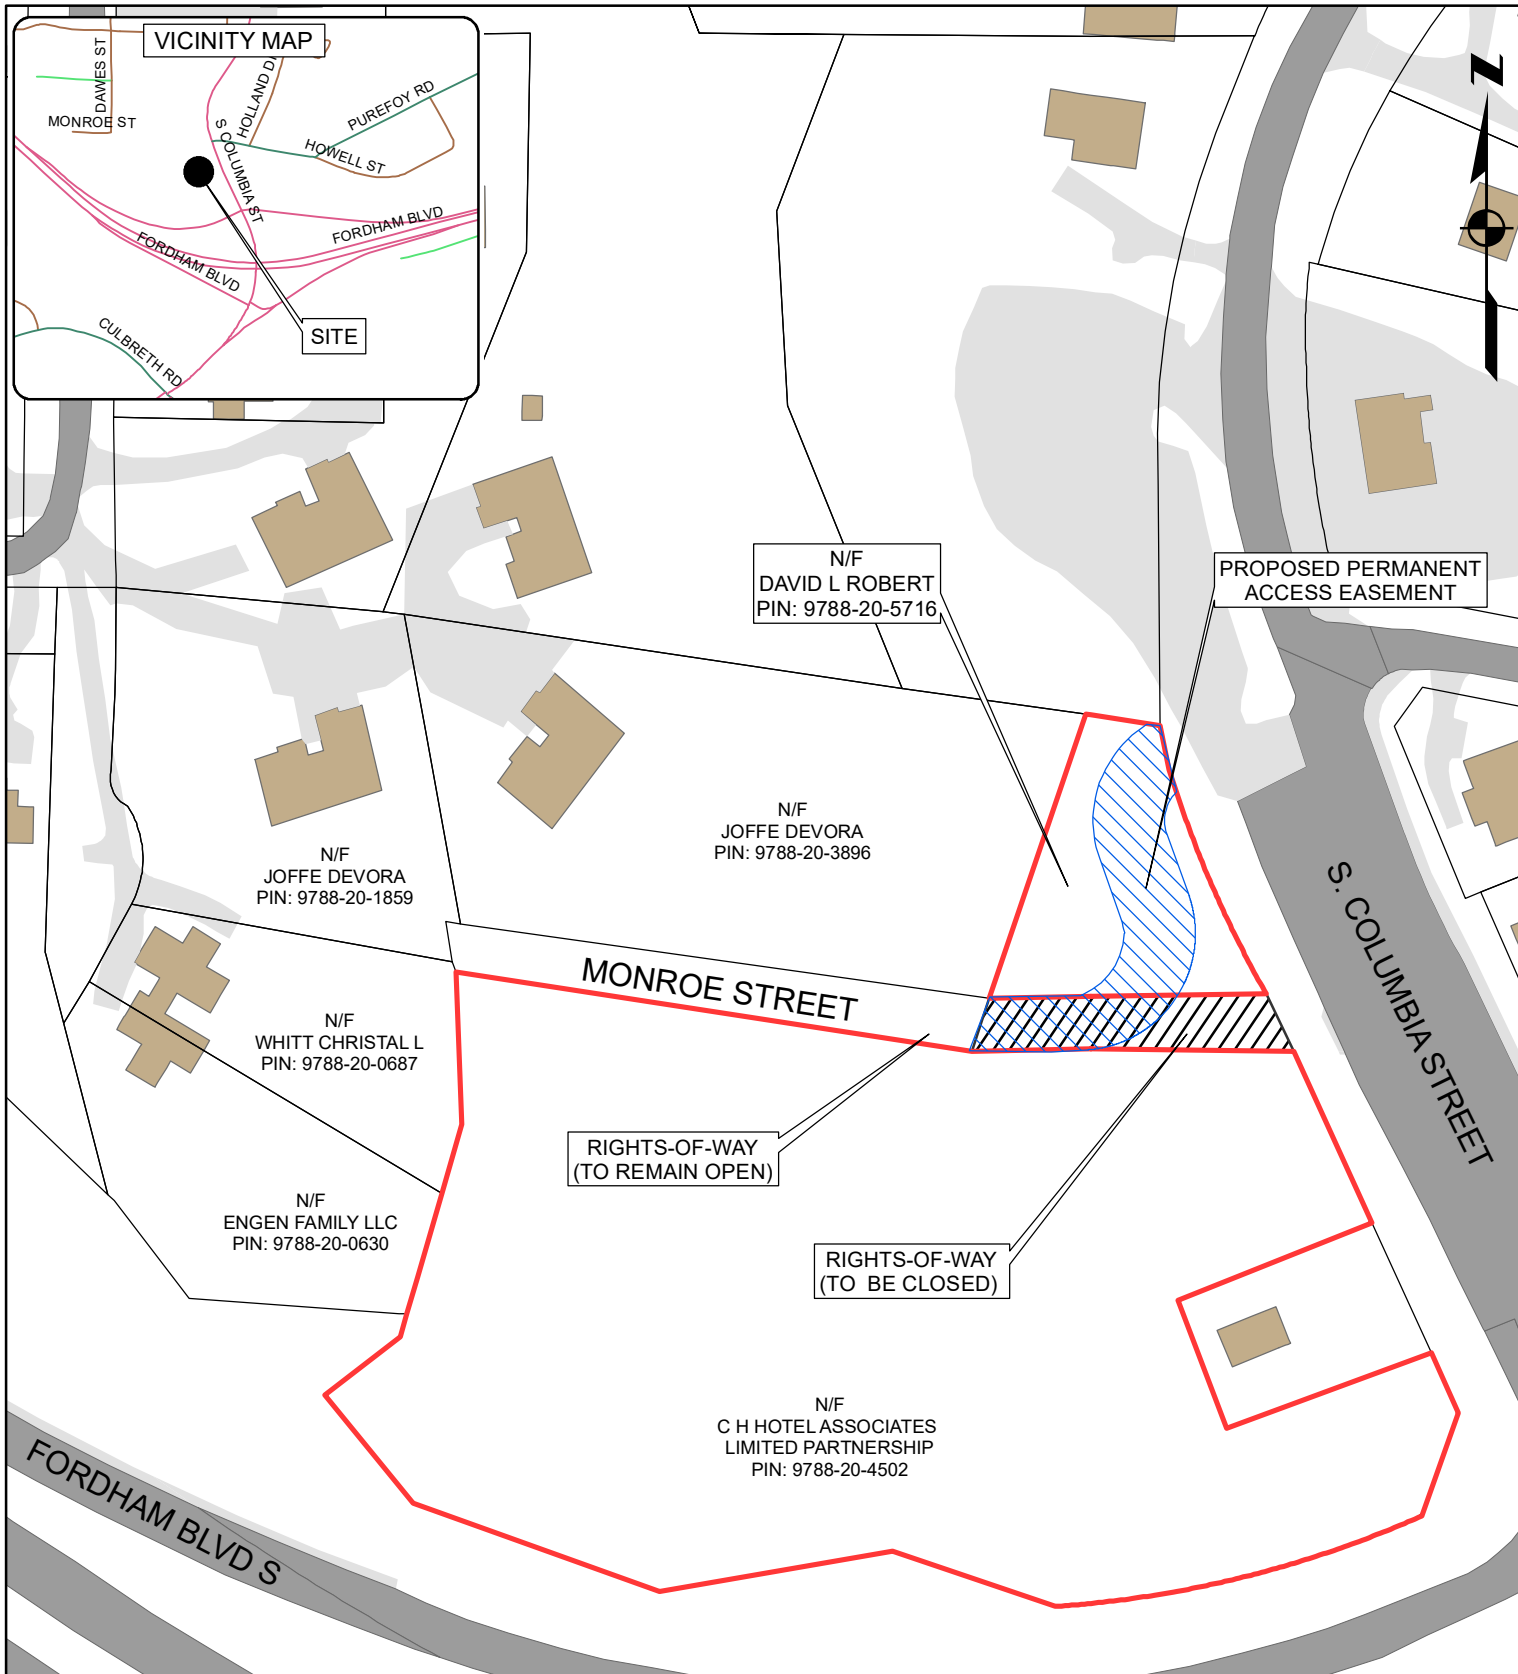 VICINITY MAP
DAWES ST
MONROE ST
HOLLAND D
S COLUMBIA ST
PUREFOY RD
HOWELL ST
FORDHAM BLVD
FORDHAM BLVD
CULBRETH RD
SITE
N
N/F
DAVID L ROBERT
PIN: 9788-20-5716
PROPOSED PERMANENT
ACCESS EASEMENT
N/F
JOFFE DEVORA
PIN: 9788-20-3896
N/F
JOFFE DEVORA
PIN: 9788-20-1859
MONROE STREET
S. COLUMBIA STREET
N/F
WHITT CHRISTAL L
PIN: 9788-20-0687
RIGHTS-OF-WAY
(TO REMAIN OPEN)
N/F
ENGEN FAMILY LLC
PIN: 9788-20-0630
RIGHTS-OF-WAY
(TO BE CLOSED)
N/F
C H HOTEL ASSOCIATES
LIMITED PARTNERSHIP
PIN: 9788-20-4502
FORDHAM BLVD S